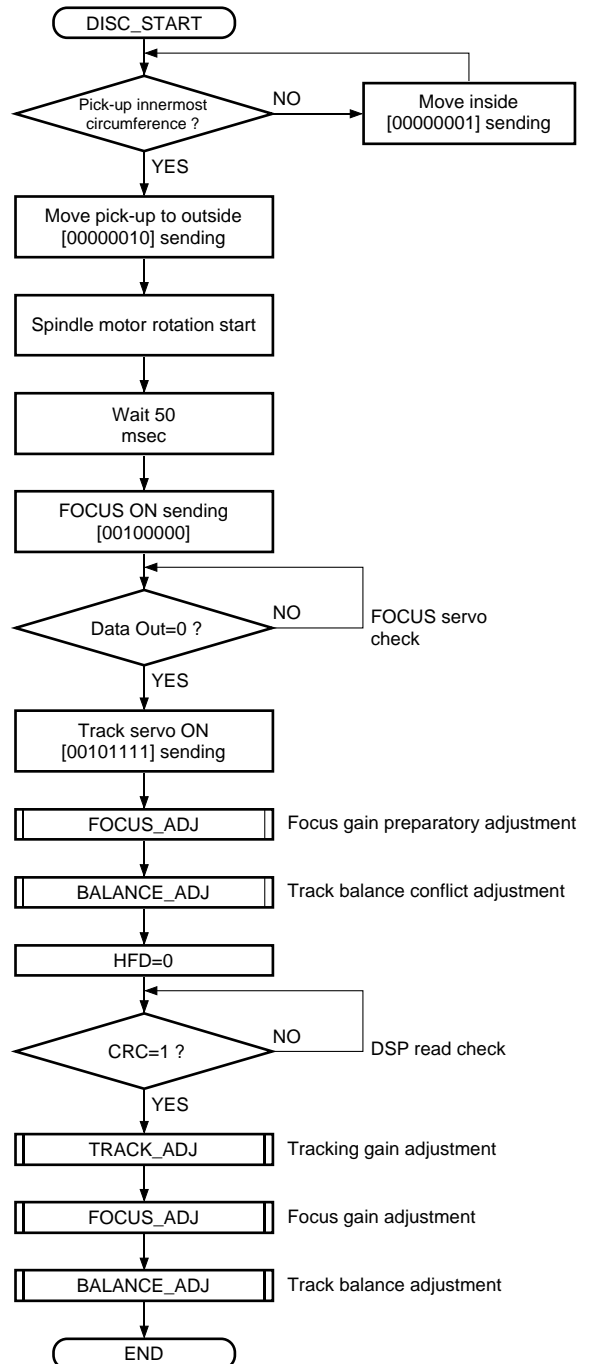 DISC_START
Pick-up innermost
circumference ?
NO
Move inside
[00000001] sending
YES
Move pick-up to outside
[00000010] sending
Spindle motor rotation start
Wait 50
msec
FOCUS ON sending
[00100000]
Data Out=0 ?
NO
FOCUS servo
check
YES
Track servo ON
[00101111] sending
FOCUS_ADJ
Focus gain preparatory adjustment
BALANCE_ADJ
Track balance conflict adjustment
HFD=0
CRC=1 ?
NO
DSP read check
YES
TRACK_ADJ
Tracking gain adjustment
FOCUS_ADJ
Focus gain adjustment
BALANCE_ADJ
Track balance adjustment
END